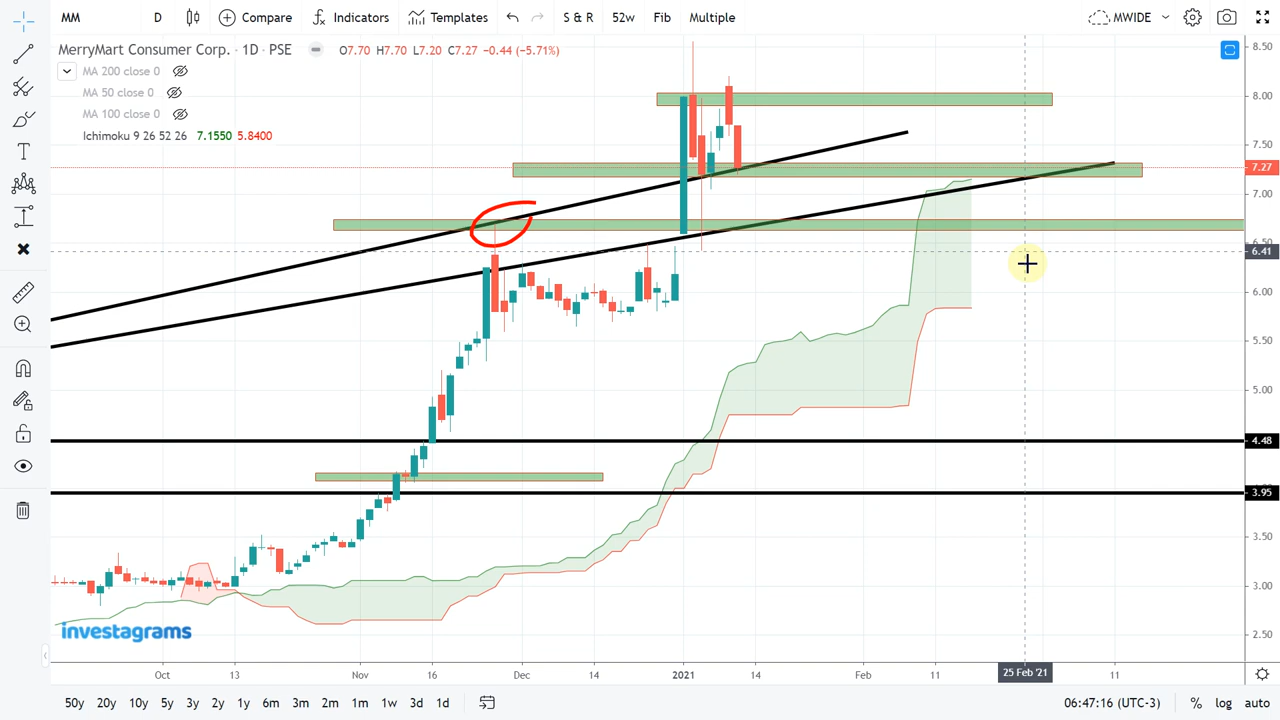 MM D Compare Indicators Templates S & R 52w Fib Multiple MWIDE
MerryMart Consumer Corp. · 1D · PSE O7.70 H7.70 L7.20 C7.27 −0.44 (−5.71%)
MA 200 close 0
MA 50 close 0
MA 100 close 0
Ichimoku 9 26 52 26 7.1550 5.8400
8.50
8.00
7.50
7.27
7.00
6.50
6.41
6.00
5.50
5.00
4.48
3.95
3.50
3.00
2.50
investagrams
Oct 13 Nov 16 Dec 14 2021 14 Feb 11 25 Feb '21 11
50y 20y 10y 5y 3y 2y 1y 6m 3m 2m 1m 1w 3d 1d 06:47:16 (UTC-3) % log auto